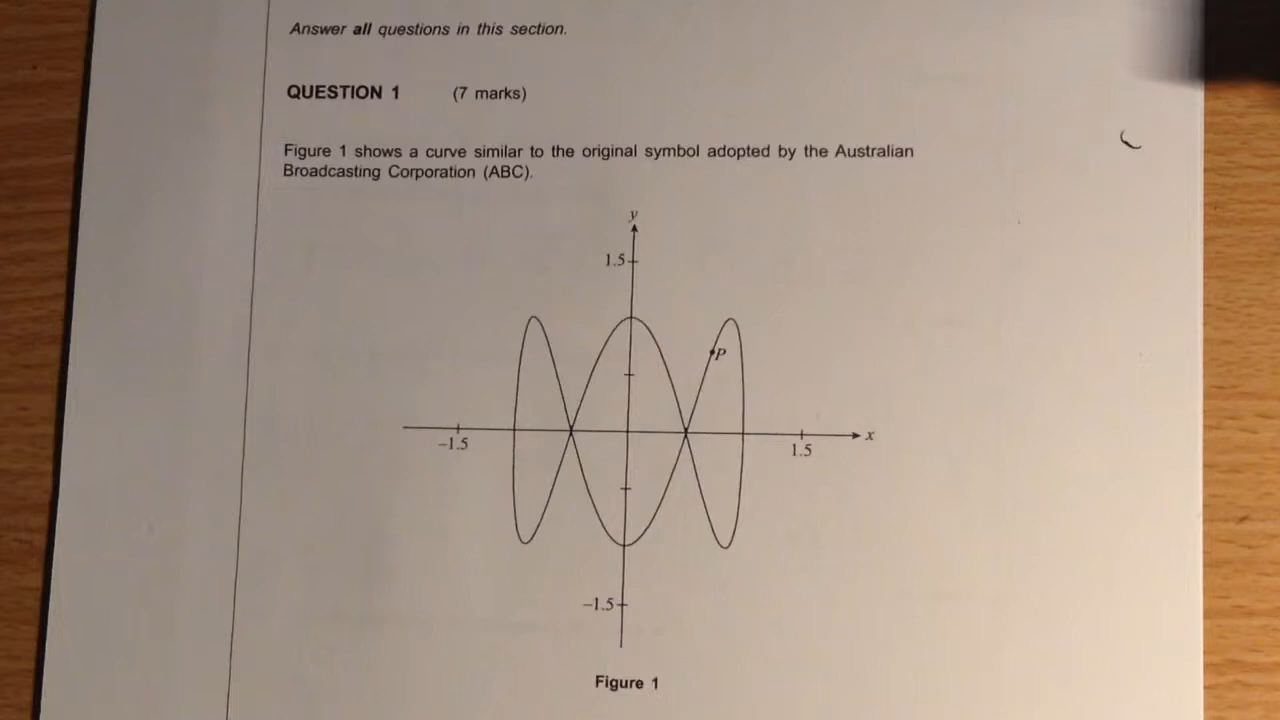 Answer all questions in this section.
QUESTION 1 (7 marks)
Figure 1 shows a curve similar to the original symbol adopted by the Australian
Broadcasting Corporation (ABC).
y
1.5
P
x
–1.5
1.5
–1.5
Figure 1